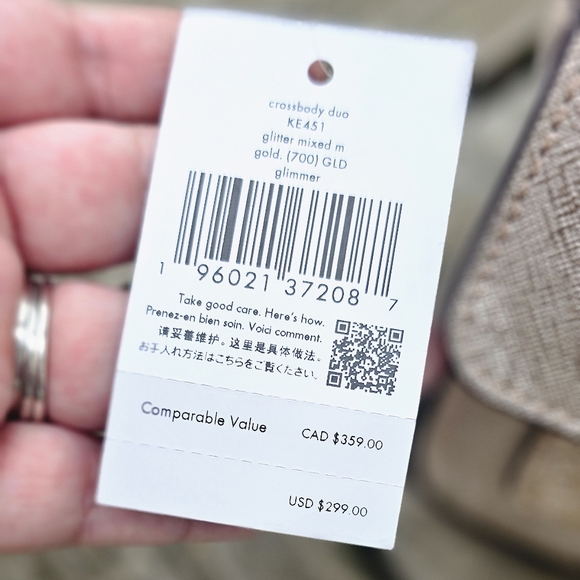 crossbody duo
KE451
glitter mixed m
gold. (700) GLD
glimmer
1 96021 37208 7
Take good care. Here's how.
Prenez-en bien soin. Voici comment.
请妥善维护。这里是具体做法。
お手入れ方法はこちらをご覧ください。
Comparable Value CAD $359.00
USD $299.00